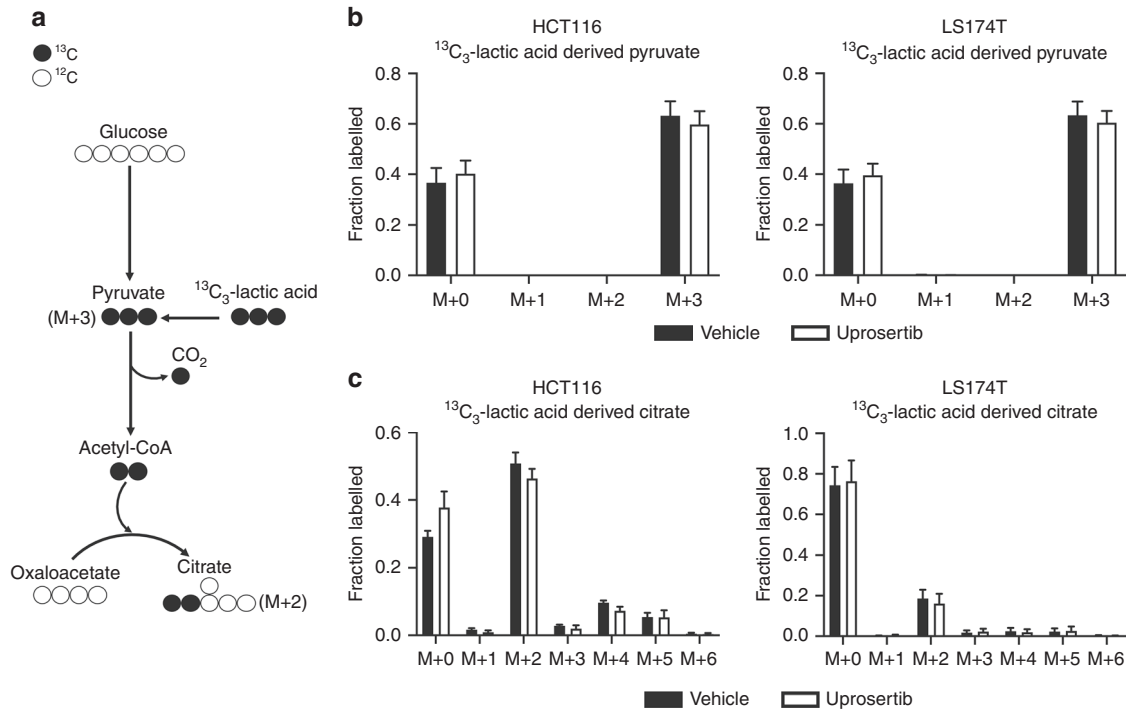 a
¹³C
¹²C
Glucose
Pyruvate
¹³C₃-lactic acid
(M+3)
CO₂
Acetyl-CoA
Oxaloacetate
Citrate
(M+2)
b
HCT116
¹³C₃-lactic acid derived pyruvate
Fraction labelled
0.8
0.6
0.4
0.2
0.0
M+0 M+1 M+2 M+3
LS174T
¹³C₃-lactic acid derived pyruvate
Fraction labelled
0.8
0.6
0.4
0.2
0.0
M+0 M+1 M+2 M+3
Vehicle Uprosertib
c
HCT116
¹³C₃-lactic acid derived citrate
Fraction labelled
0.6
0.4
0.2
0.0
M+0 M+1 M+2 M+3 M+4 M+5 M+6
LS174T
¹³C₃-lactic acid derived citrate
Fraction labelled
1.0
0.8
0.6
0.4
0.2
0.0
M+0 M+1 M+2 M+3 M+4 M+5 M+6
Vehicle Uprosertib